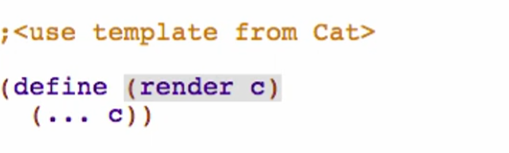 ;<use template from Cat>
(define (render c)
(... c))